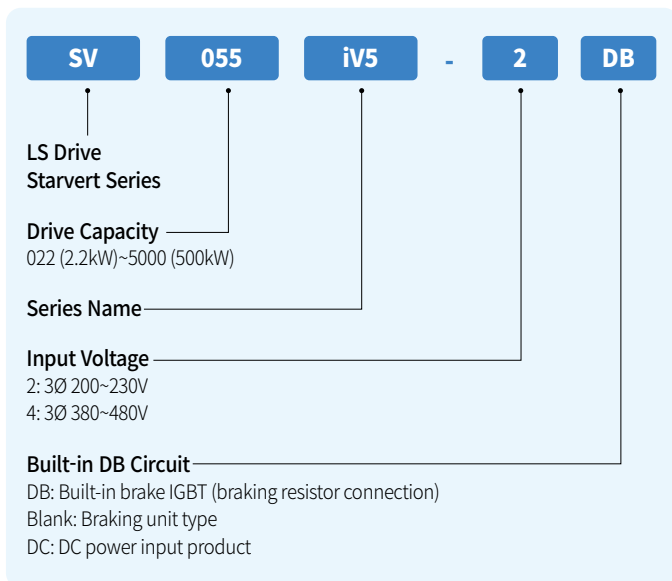 SV 055 iV5 - 2 DB
LS Drive
Starvert Series
Drive Capacity
022 (2.2kW)~5000 (500kW)
Series Name
Input Voltage
2: 3Ø 200~230V
4: 3Ø 380~480V
Built-in DB Circuit
DB: Built-in brake IGBT (braking resistor connection)
Blank: Braking unit type
DC: DC power input product